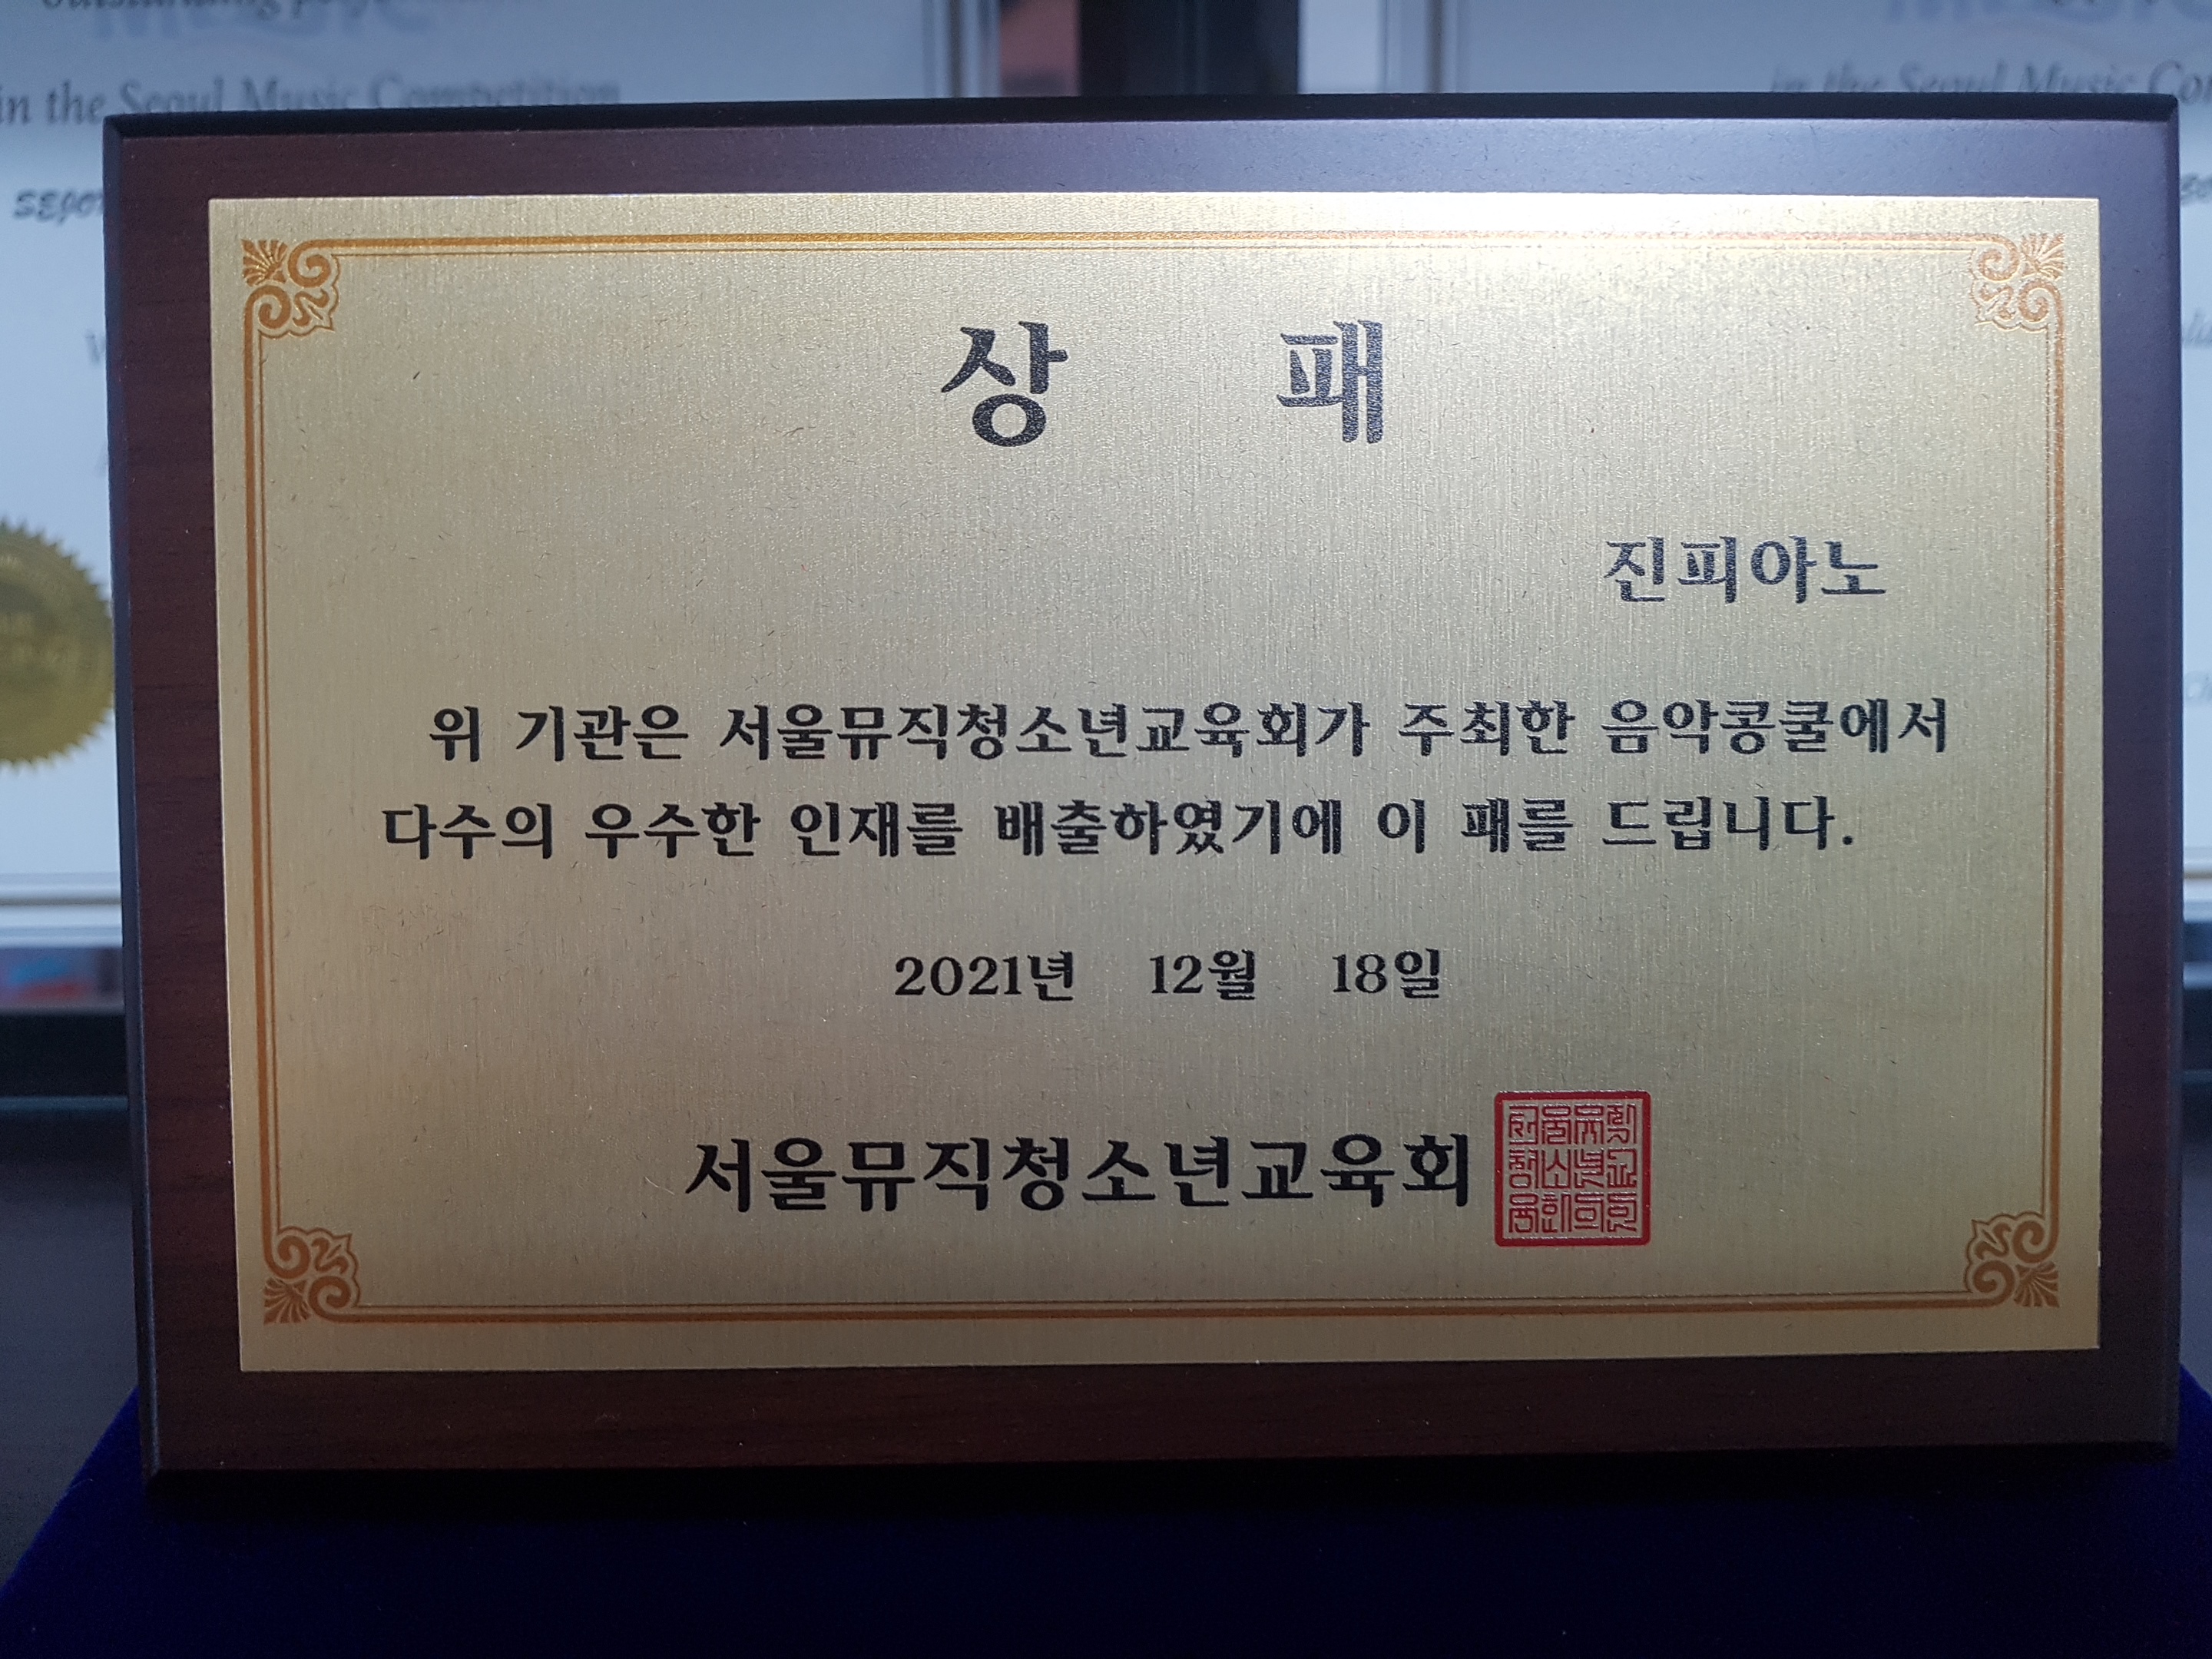 in the Seoul Music Competition
in the Seoul Music
상 패
진피아노
위 기관은 서울뮤직청소년교육회가 주최한 음악콩쿨에서
다수의 우수한 인재를 배출하였기에 이 패를 드립니다.
2021년 12월 18일
서울뮤직청소년교육회